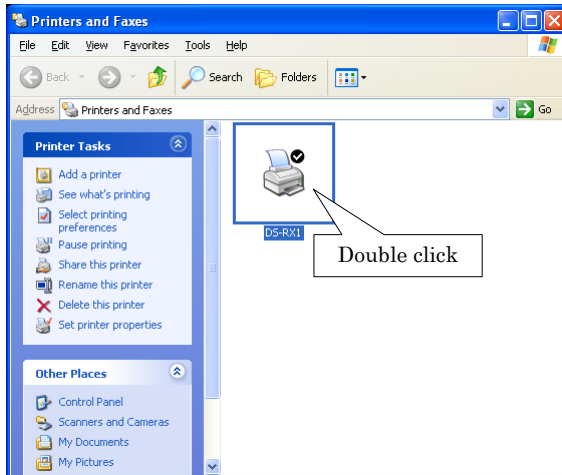 Printers and Faxes
File Edit View Favorites Tools Help
Back Search Folders
Address Printers and Faxes Go
Printer Tasks
Add a printer
See what's printing
Select printing
preferences
Pause printing
Share this printer
Rename this printer
Delete this printer
Set printer properties
Other Places
Control Panel
Scanners and Cameras
My Documents
My Pictures
DS-RX1
Double click